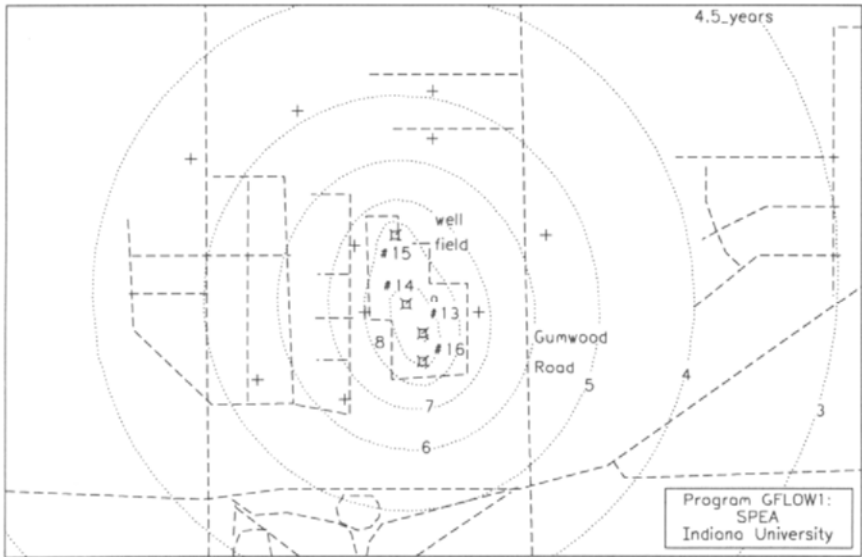 4.5_years
well
field
#15
#14
#13
8
#16
Gumwood
Road
7
5
4
3
6
Program GFLOW1:
SPEA
Indiana University